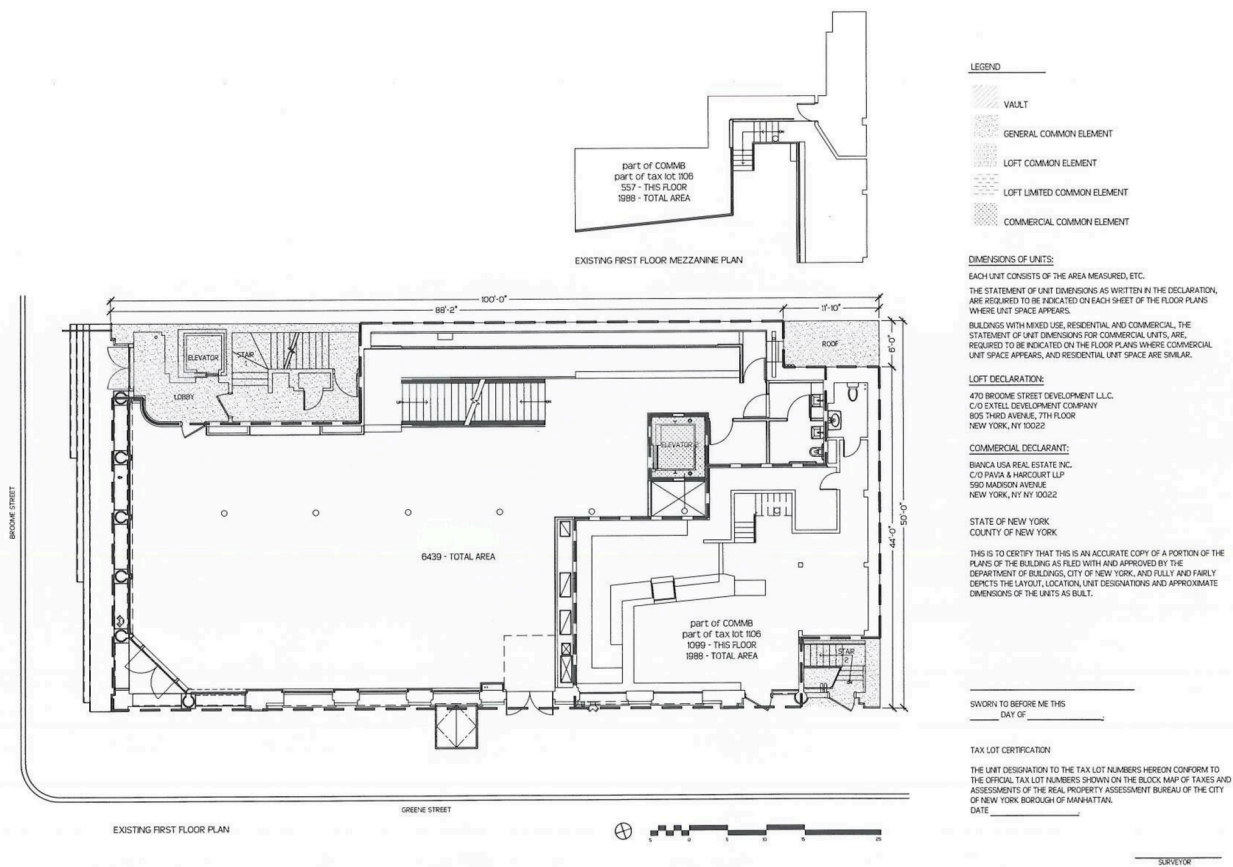 part of COMMB
part of tax lot 1106
557 - THIS FLOOR
1988 - TOTAL AREA
EXISTING FIRST FLOOR MEZZANINE PLAN
100'-0"
88'-2"
11'-10"
ELEVATOR
STAIR
LOBBY
ROOF
6'-0"
ELEVATOR 2
BROOME STREET
44'-0"
50'-0"
6439 - TOTAL AREA
part of COMMB
part of tax lot 1106
1099 - THIS FLOOR
1988 - TOTAL AREA
STAIR
2
GREENE STREET
EXISTING FIRST FLOOR PLAN
5 0 5 10 15 25
LEGEND
VAULT
GENERAL COMMON ELEMENT
LOFT COMMON ELEMENT
LOFT LIMITED COMMON ELEMENT
COMMERCIAL COMMON ELEMENT
DIMENSIONS OF UNITS:
EACH UNIT CONSISTS OF THE AREA MEASURED, ETC.
THE STATEMENT OF UNIT DIMENSIONS AS WRITTEN IN THE DECLARATION,
ARE REQUIRED TO BE INDICATED ON EACH SHEET OF THE FLOOR PLANS
WHERE UNIT SPACE APPEARS.
BUILDINGS WITH MIXED USE, RESIDENTIAL AND COMMERCIAL, THE
STATEMENT OF UNIT DIMENSIONS FOR COMMERCIAL UNITS, ARE,
REQUIRED TO BE INDICATED ON THE FLOOR PLANS WHERE COMMERCIAL
UNIT SPACE APPEARS, AND RESIDENTIAL UNIT SPACE ARE SIMILAR.
LOFT DECLARATION:
470 BROOME STREET DEVELOPMENT L.L.C.
C/O EXTELL DEVELOPMENT COMPANY
805 THIRD AVENUE, 7TH FLOOR
NEW YORK, NY 10022
COMMERCIAL DECLARANT:
BIANCA USA REAL ESTATE INC.
C/O PAVIA & HARCOURT LLP
590 MADISON AVENUE
NEW YORK, NY NY 10022
STATE OF NEW YORK
COUNTY OF NEW YORK
THIS IS TO CERTIFY THAT THIS IS AN ACCURATE COPY OF A PORTION OF THE
PLANS OF THE BUILDING AS FILED WITH AND APPROVED BY THE
DEPARTMENT OF BUILDINGS, CITY OF NEW YORK, AND FULLY AND FAIRLY
DEPICTS THE LAYOUT, LOCATION, UNIT DESIGNATIONS AND APPROXIMATE
DIMENSIONS OF THE UNITS AS BUILT.
SWORN TO BEFORE ME THIS
DAY OF
TAX LOT CERTIFICATION
THE UNIT DESIGNATION TO THE TAX LOT NUMBERS HEREON CONFORM TO
THE OFFICIAL TAX LOT NUMBERS SHOWN ON THE BLOCK MAP OF TAXES AND
ASSESSMENTS OF THE REAL PROPERTY ASSESSMENT BUREAU OF THE CITY
OF NEW YORK BOROUGH OF MANHATTAN.
DATE
SURVEYOR